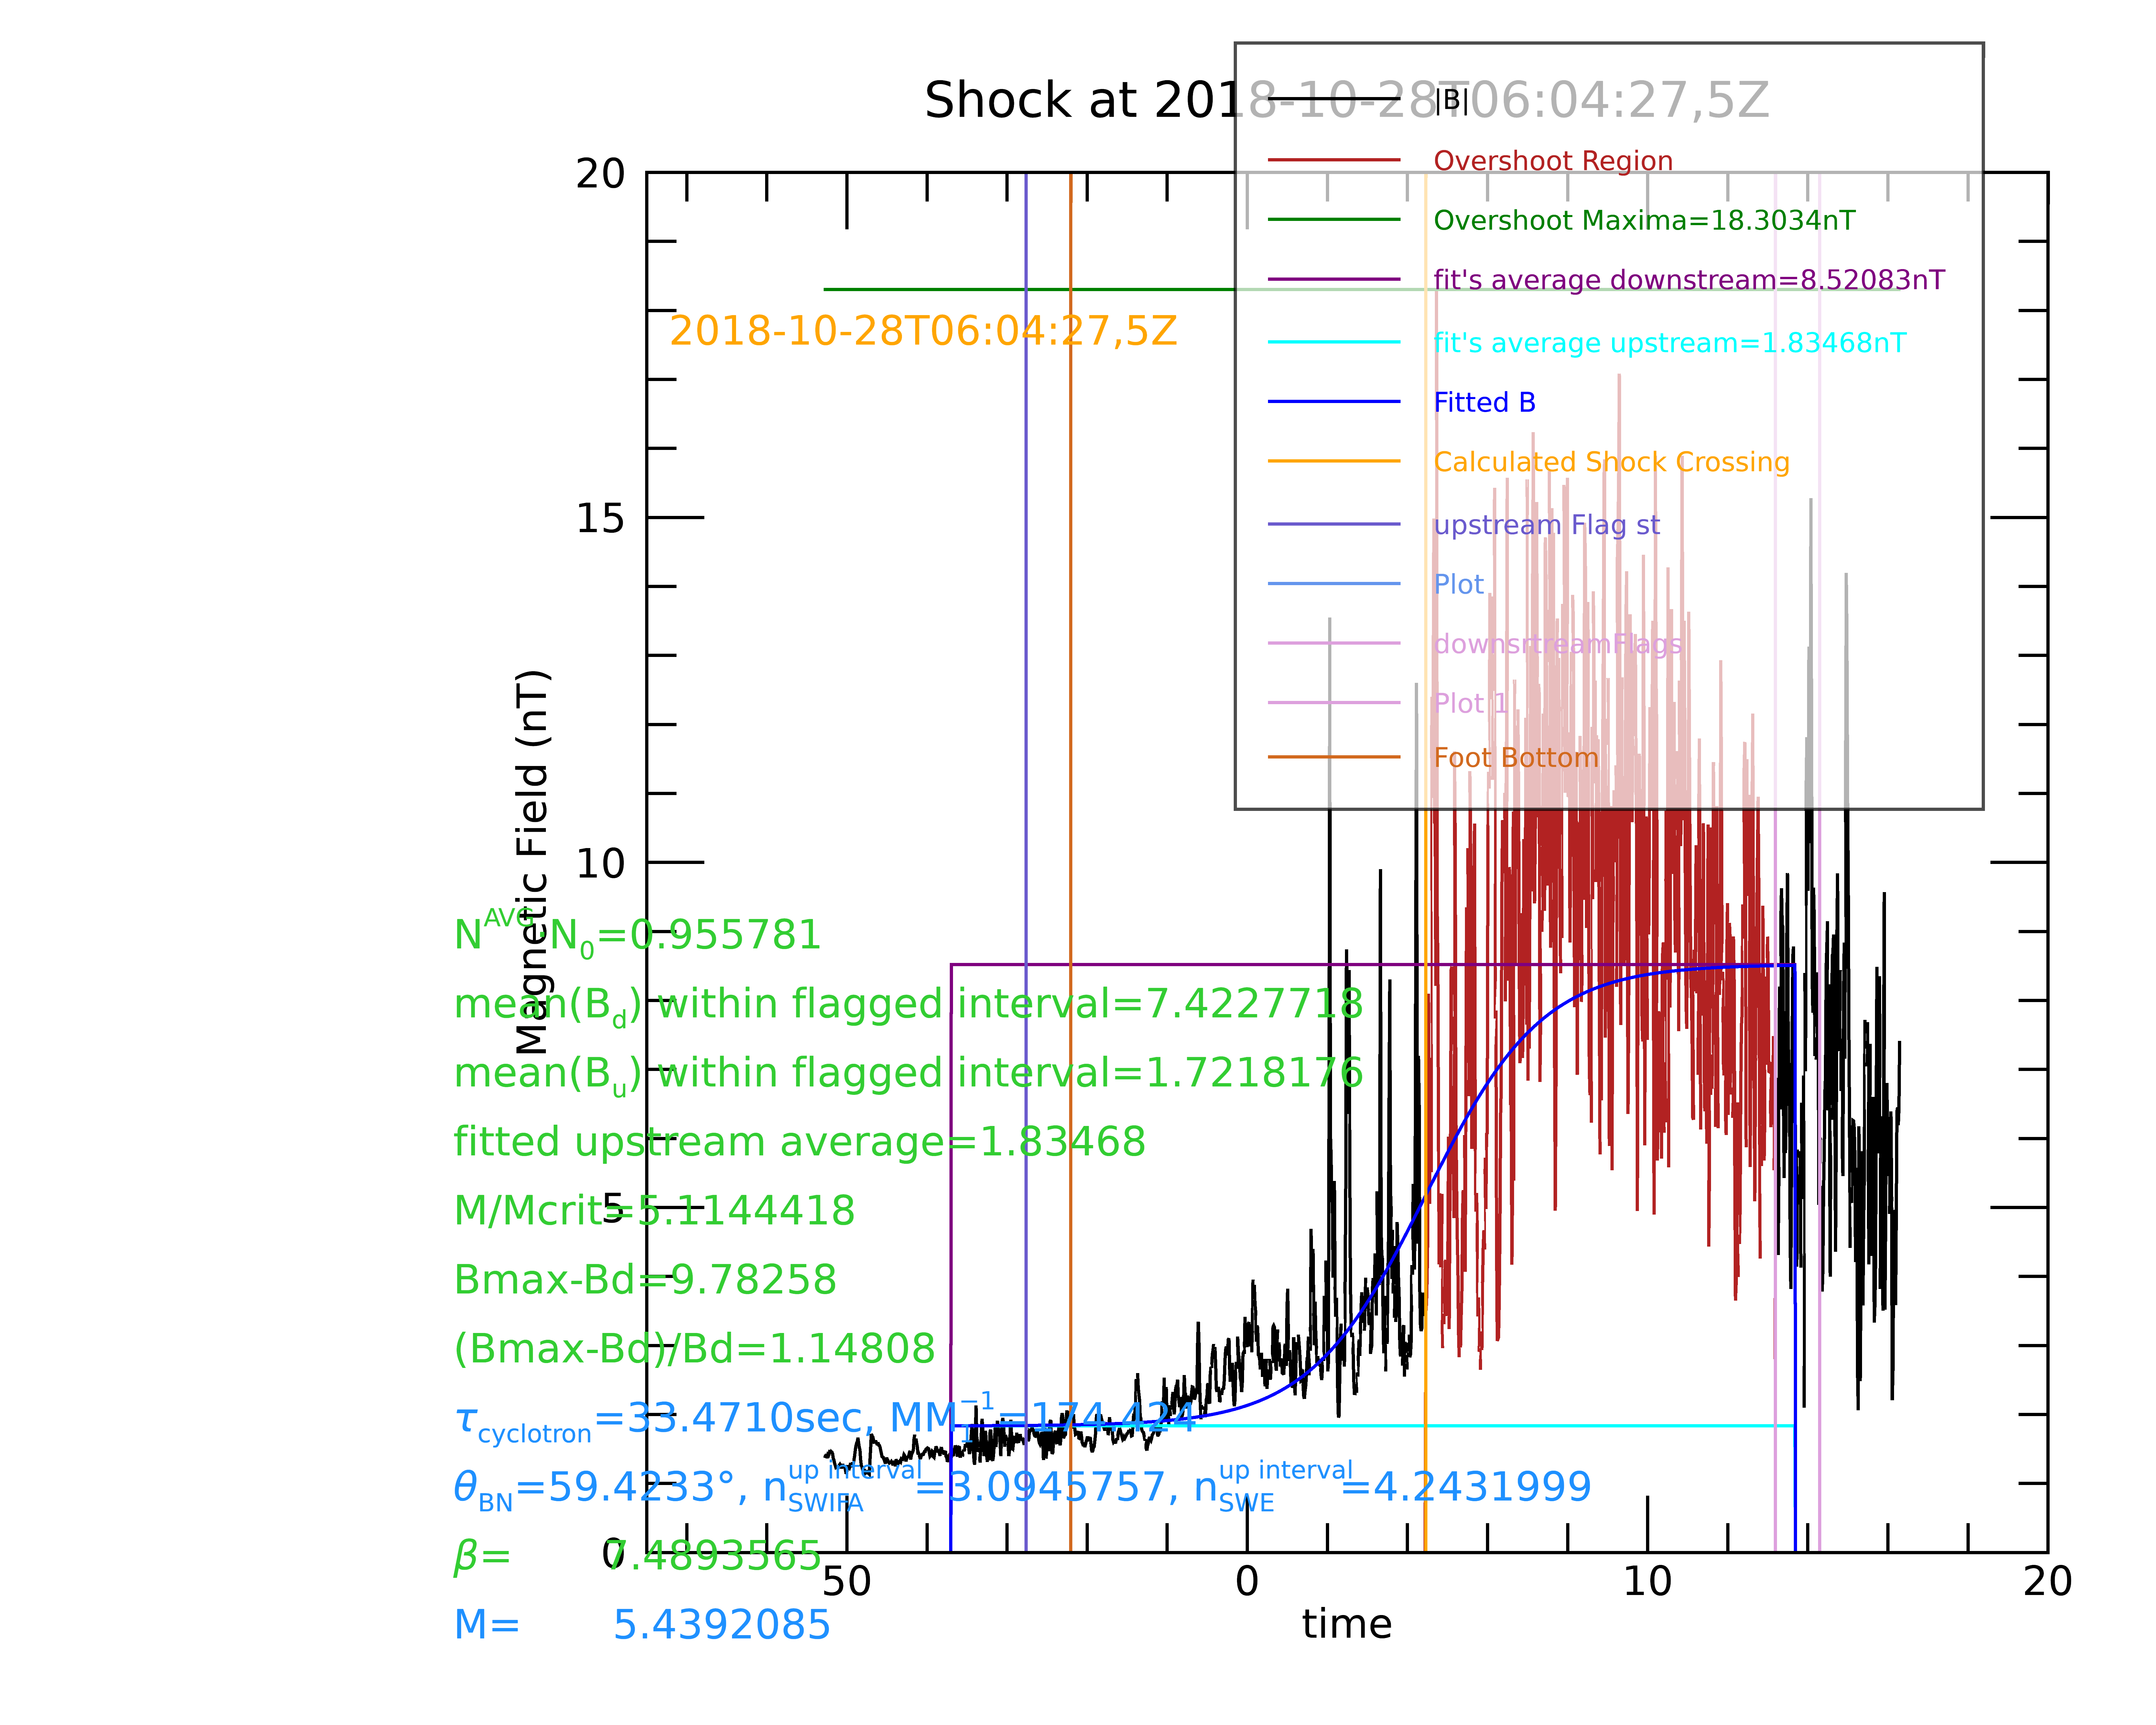 Shock at 2018-10-28T06:04:27,5Z
|B|
Overshoot Region
Overshoot Maxima=18.3034nT
fit's average downstream=8.52083nT
fit's average upstream=1.83468nT
Fitted B
Calculated Shock Crossing
upstream Flag st
Plot
downsrtreamFlags
Plot 1
Foot Bottom
2018-10-28T06:04:27,5Z
20
15
10
5
0
Magnetic Field (nT)
N^AVG:N_0=0.955781
mean(B_d) within flagged interval=7.4227718
mean(B_u) within flagged interval=1.7218176
fitted upstream average=1.83468
M/Mcrit=5.1144418
Bmax-Bd=9.78258
(Bmax-Bd)/Bd=1.14808
τ_cyclotron=33.4710sec, MM_1^−1=174.424
θ_BN=59.4233°, n_SWIFA^up interval=3.0945757, n_SWE^up interval=4.2431999
β= 7.4893565
M= 5.4392085
50 0 10 20
time